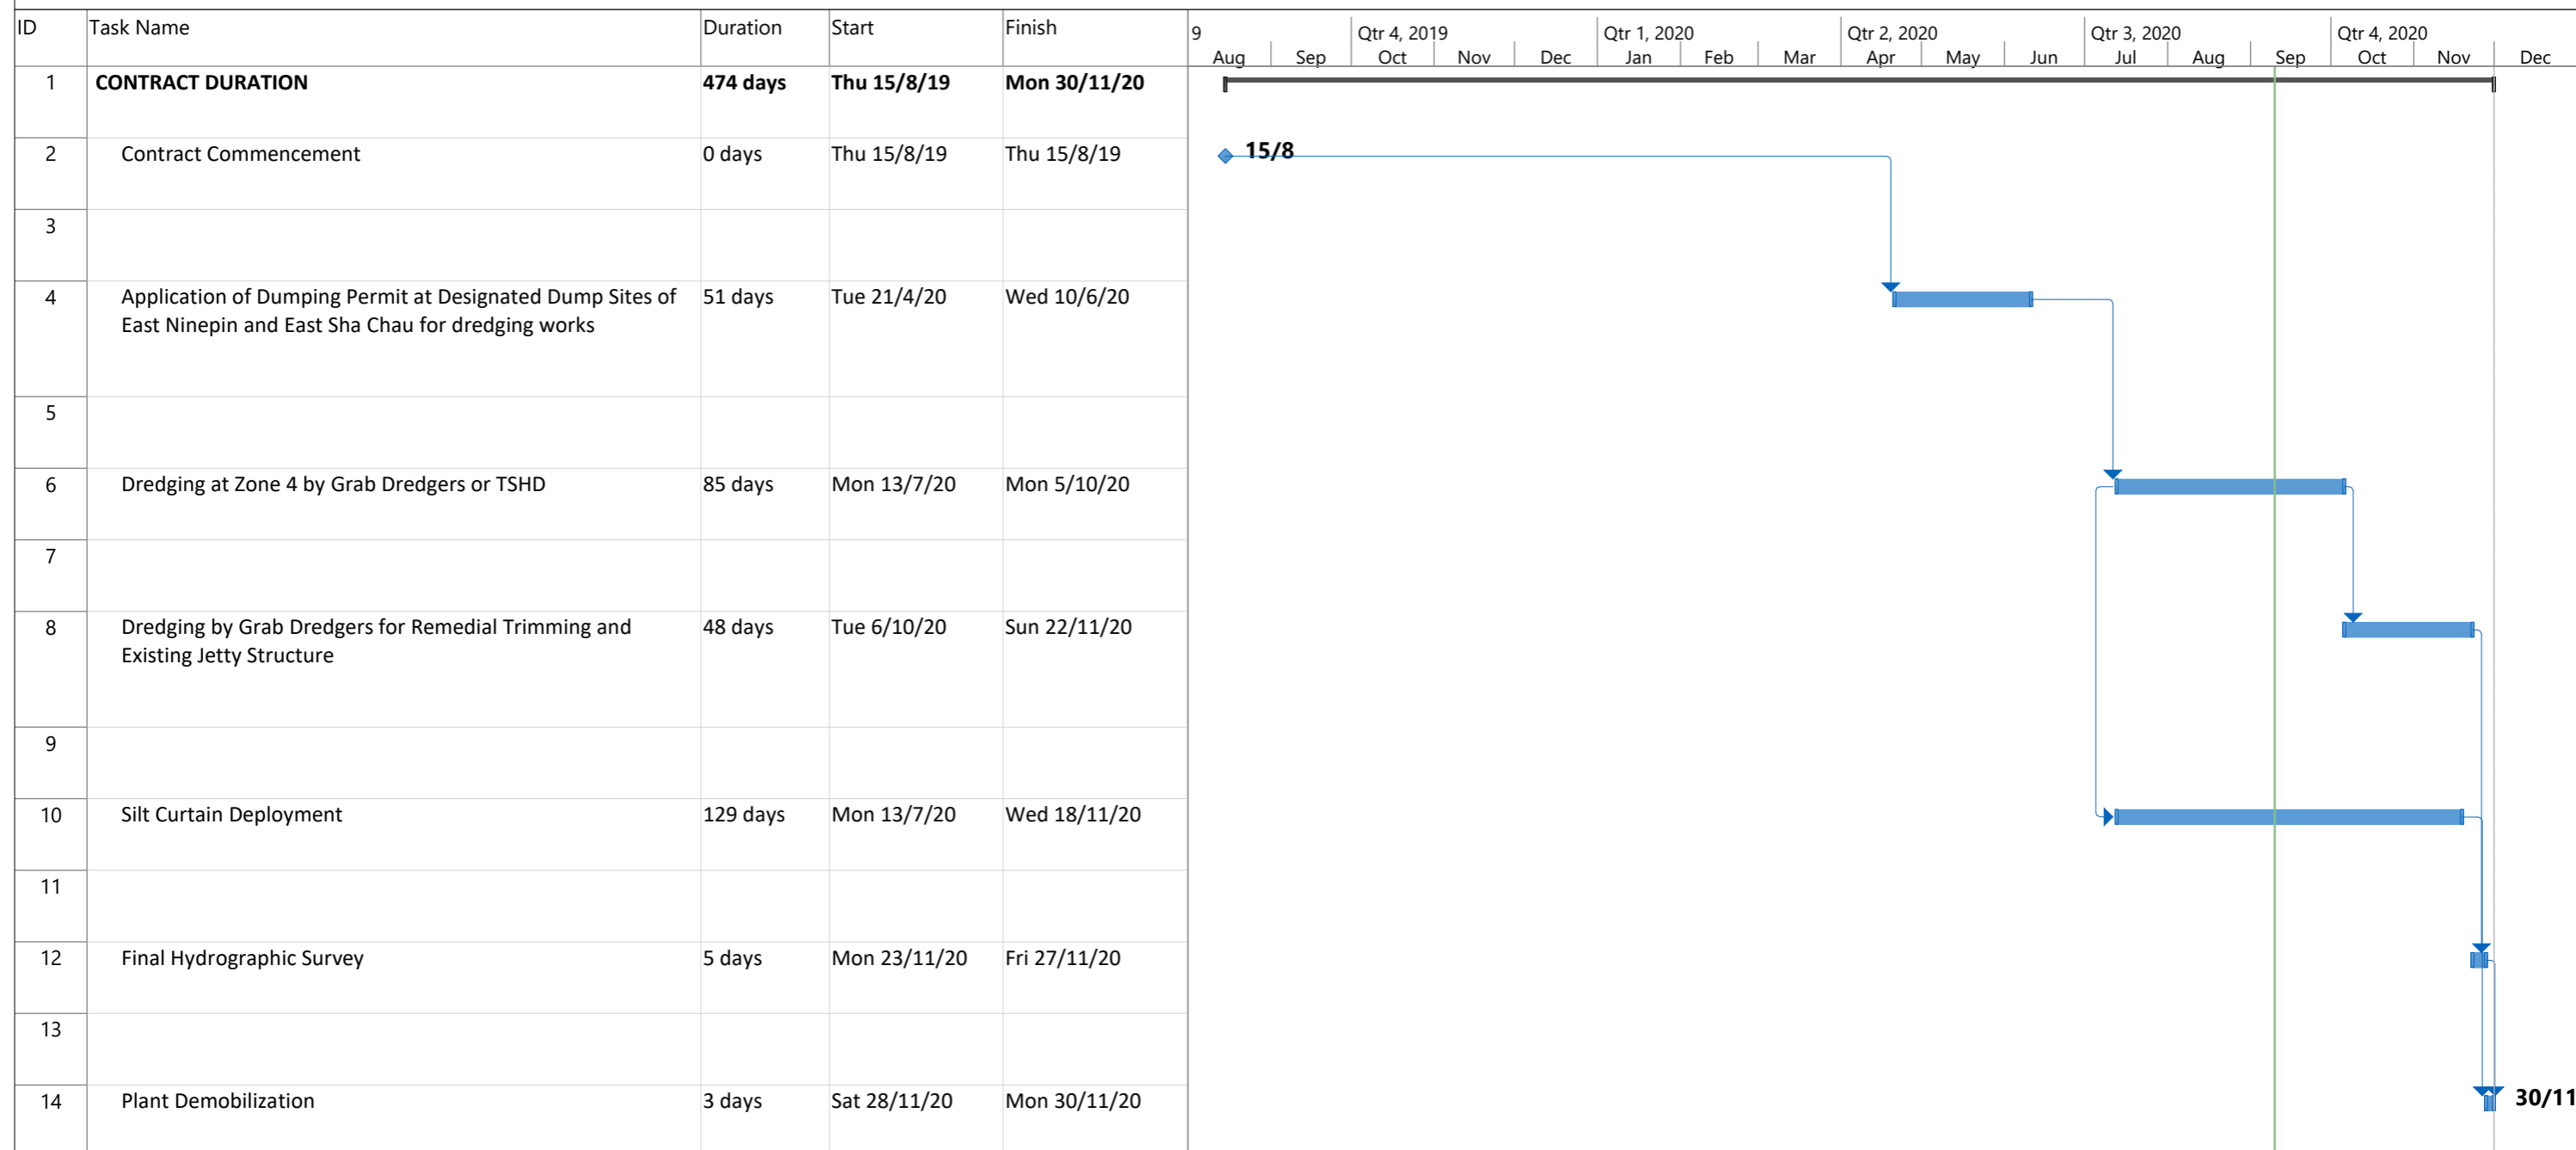 ID Task Name Duration Start Finish 9 Qtr 4, 2019 Qtr 1, 2020 Qtr 2, 2020 Qtr 3, 2020 Qtr 4, 2020
Aug Sep Oct Nov Dec Jan Feb Mar Apr May Jun Jul Aug Sep Oct Nov Dec
1 CONTRACT DURATION 474 days Thu 15/8/19 Mon 30/11/20
2 Contract Commencement 0 days Thu 15/8/19 Thu 15/8/19 15/8
3
4 Application of Dumping Permit at Designated Dump Sites of 51 days Tue 21/4/20 Wed 10/6/20
East Ninepin and East Sha Chau for dredging works
5
6 Dredging at Zone 4 by Grab Dredgers or TSHD 85 days Mon 13/7/20 Mon 5/10/20
7
8 Dredging by Grab Dredgers for Remedial Trimming and 48 days Tue 6/10/20 Sun 22/11/20
Existing Jetty Structure
9
10 Silt Curtain Deployment 129 days Mon 13/7/20 Wed 18/11/20
11
12 Final Hydrographic Survey 5 days Mon 23/11/20 Fri 27/11/20
13
14 Plant Demobilization 3 days Sat 28/11/20 Mon 30/11/20 30/11